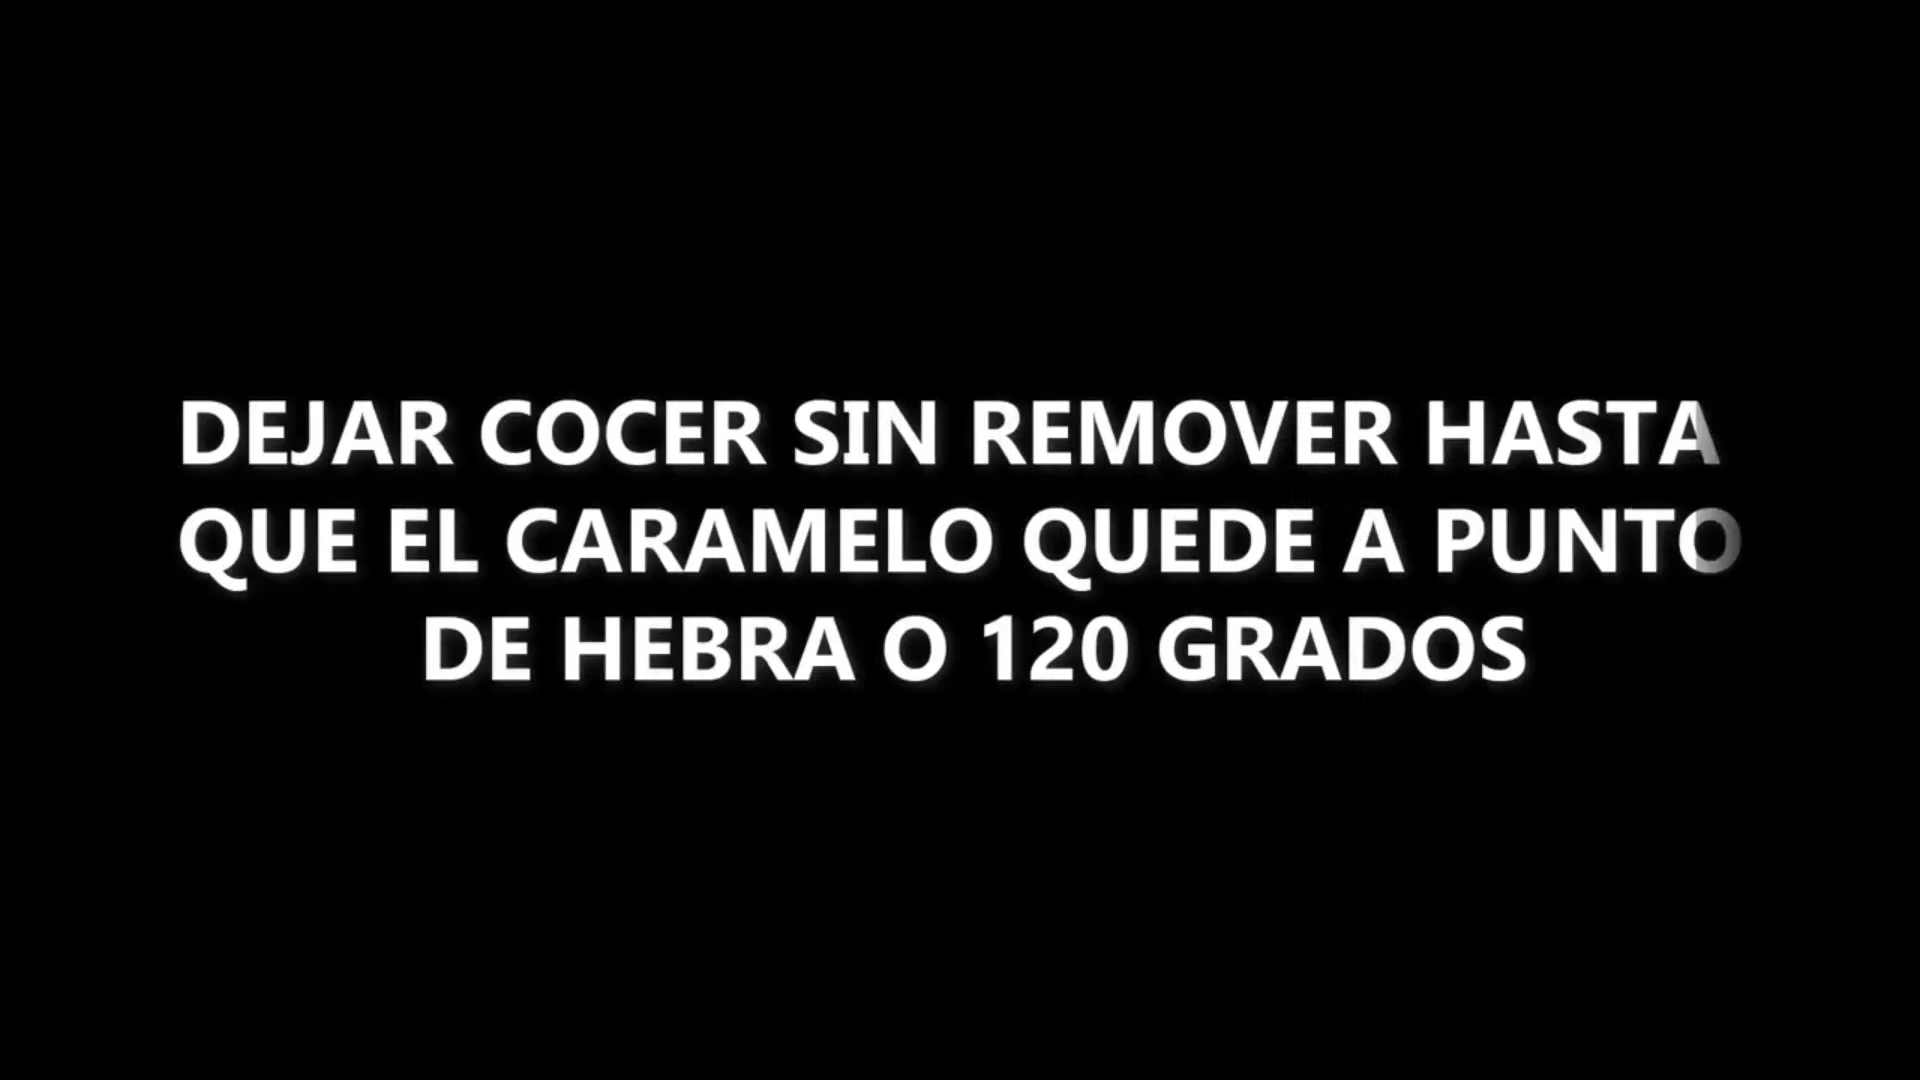 DEJAR COCER SIN REMOVER HASTA
QUE EL CARAMELO QUEDE A PUNTO
DE HEBRA O 120 GRADOS